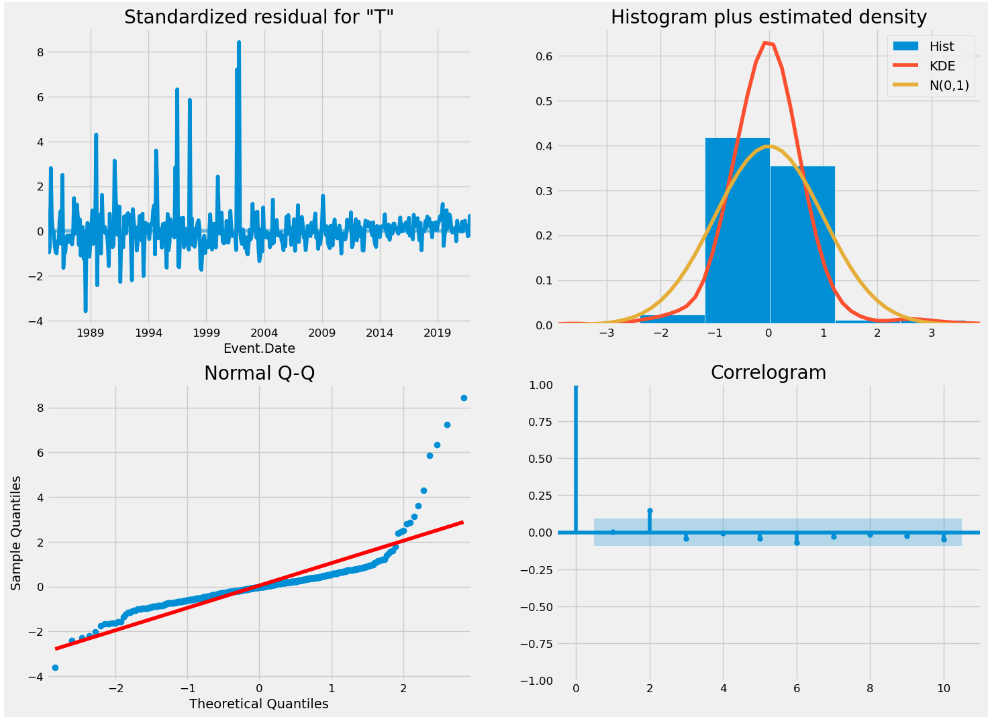 Standardized residual for "T"
8
6
4
2
0
−2
−4
1989 1994 1999 2004 2009 2014 2019
Event.Date
Histogram plus estimated density
Hist
KDE
N(0,1)
0.6
0.5
0.4
0.3
0.2
0.1
0.0
−3 −2 −1 0 1 2 3
Normal Q-Q
Sample Quantiles
8
6
4
2
0
−2
−4
−2 −1 0 1 2
Theoretical Quantiles
Correlogram
1.00
0.75
0.50
0.25
0.00
−0.25
−0.50
−0.75
−1.00
0 2 4 6 8 10